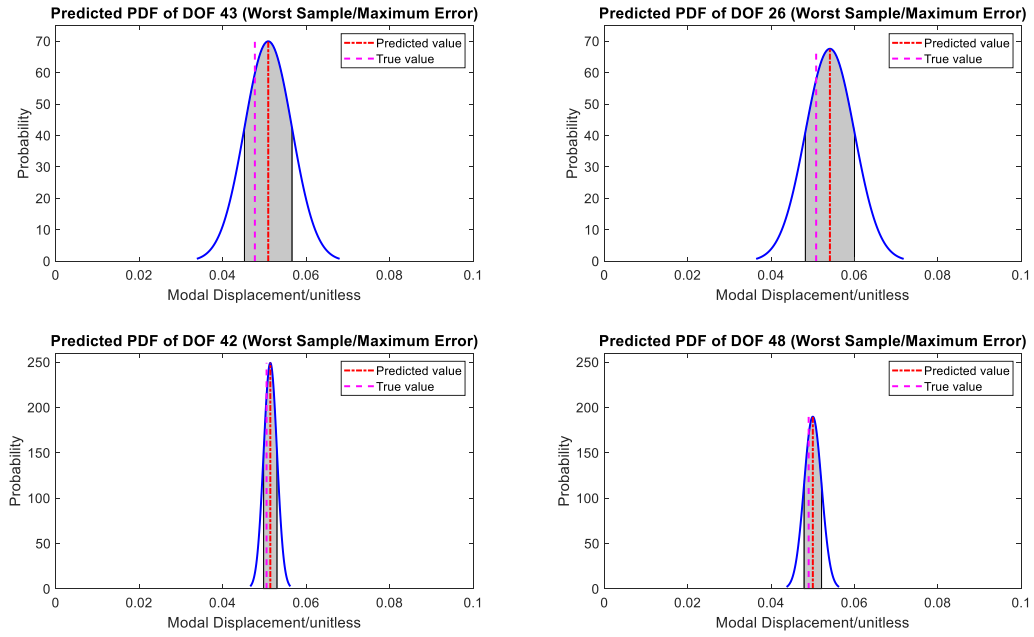 Predicted PDF of DOF 43 (Worst Sample/Maximum Error)
70
60
50
40
30
20
10
0
Probability
Predicted value
True value
0 0.02 0.04 0.06 0.08 0.1
Modal Displacement/unitless
Predicted PDF of DOF 26 (Worst Sample/Maximum Error)
70
60
50
40
30
20
10
0
Probability
Predicted value
True value
0 0.02 0.04 0.06 0.08 0.1
Modal Displacement/unitless
Predicted PDF of DOF 42 (Worst Sample/Maximum Error)
250
200
150
100
50
0
Probability
Predicted value
True value
0 0.02 0.04 0.06 0.08 0.1
Modal Displacement/unitless
Predicted PDF of DOF 48 (Worst Sample/Maximum Error)
250
200
150
100
50
0
Probability
Predicted value
True value
0 0.02 0.04 0.06 0.08 0.1
Modal Displacement/unitless